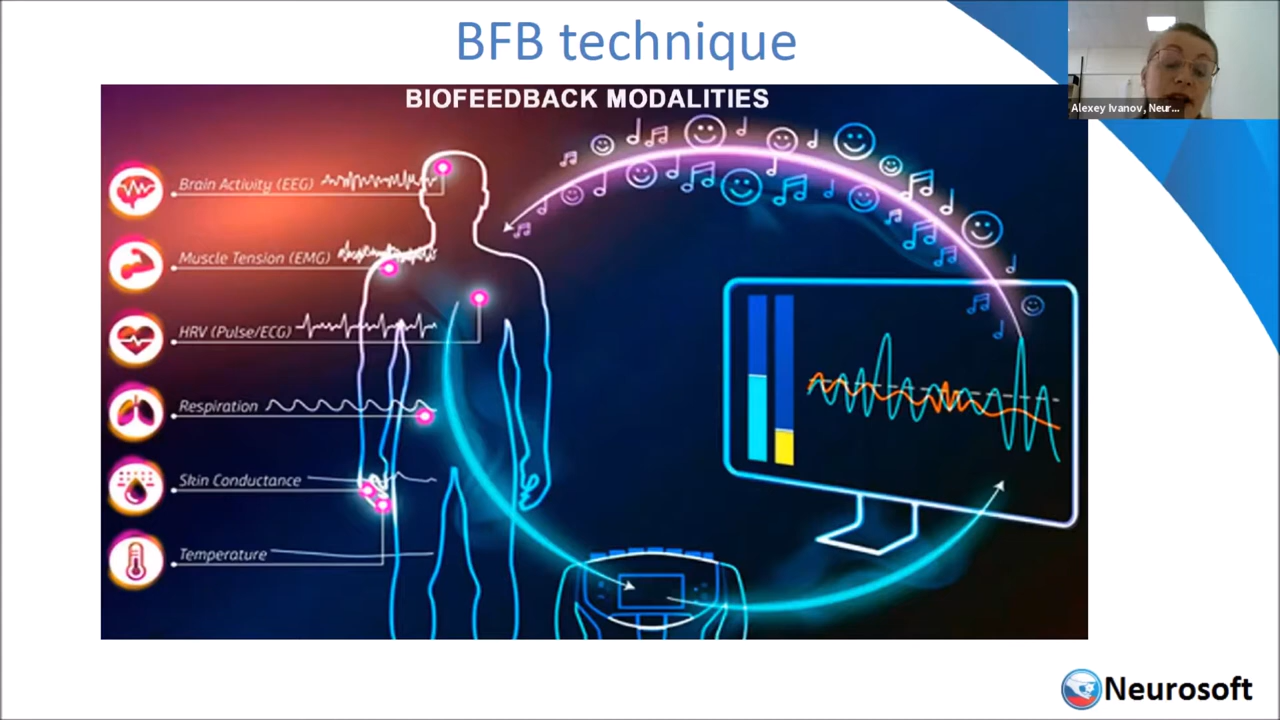 BFB technique
Alexey Ivanov, Neur...
BIOFEEDBACK MODALITIES
Brain Activity (EEG)
Muscle Tension (EMG)
HRV (Pulse/ECG)
Respiration
Skin Conductance
Temperature
Neurosoft